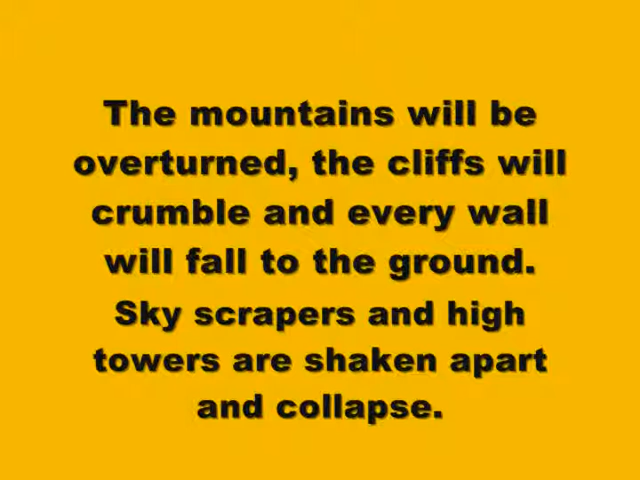 The mountains will be
overturned, the cliffs will
crumble and every wall
will fall to the ground.
Sky scrapers and high
towers are shaken apart
and collapse.